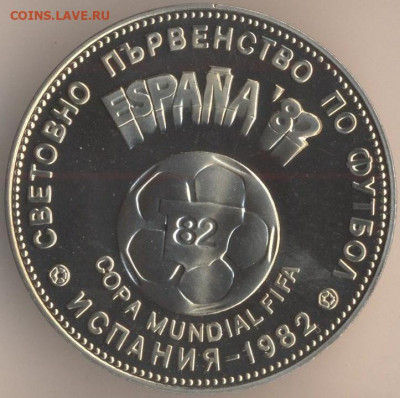 COINS.LAVE.RU
СВЕТОВНО ПЪРВЕНСТВО ПО ФУТБОЛ
ESPAÑA '82
82
COPA MUNDIAL FIFA
ИСПАНИЯ-1982